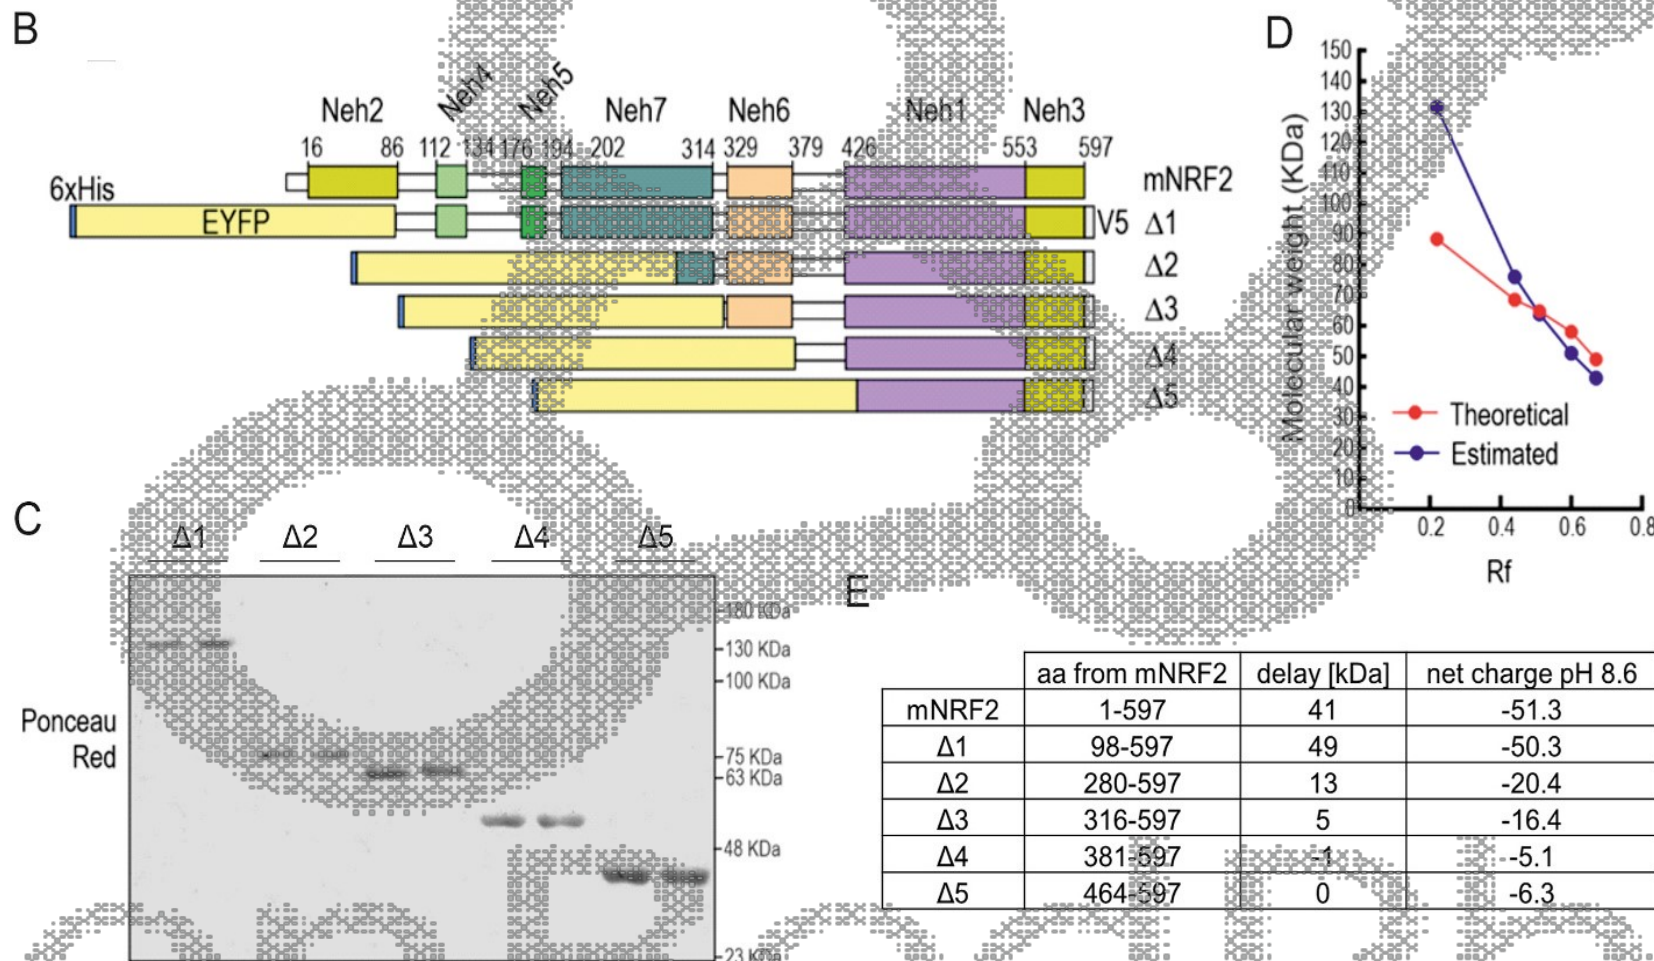 B
Neh2 Neh4 Neh5 Neh7 Neh6 Neh1 Neh3
16 86 112 134 176 194 202 314 329 379 426 553 597
6xHis
mNRF2
EYFP
V5 Δ1
Δ2
Δ3
Δ4
Δ5
C
Δ1 Δ2 Δ3 Δ4 Δ5
180 KDa
130 KDa
100 KDa
Ponceau
Red
75 KDa
63 KDa
48 KDa
23 KDa
D
Molecular weight (KDa)
150
140
130
120
110
100
90
80
70
60
50
40
30
20
10
0
Theoretical
Estimated
0.2 0.4 0.6 0.8
Rf
E
aa from mNRF2 delay [kDa] net charge pH 8.6
mNRF2 1-597 41 -51.3
Δ1 98-597 49 -50.3
Δ2 280-597 13 -20.4
Δ3 316-597 5 -16.4
Δ4 381-597 -1 -5.1
Δ5 464-597 0 -6.3